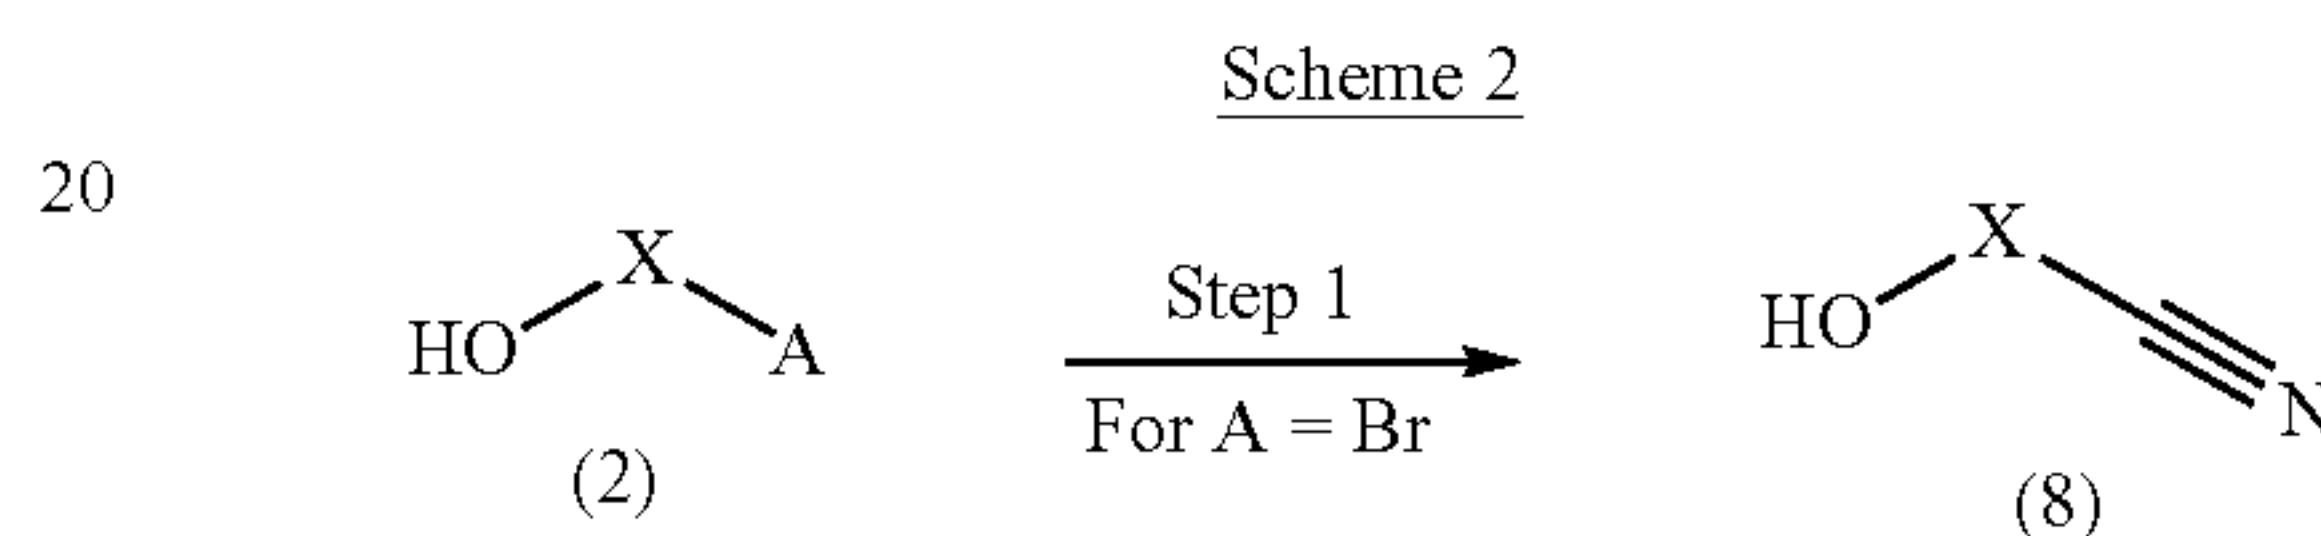 Scheme 2
20
HO X A
Step 1
For A = Br
(2)
HO X N
(8)